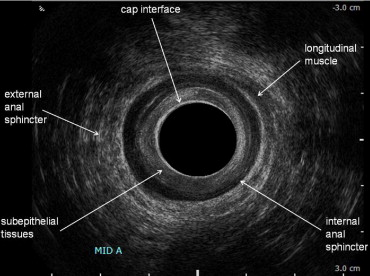 cap interface
-3.0 cm
longitudinal
muscle
external
anal
sphincter
subepithelial
tissues
internal
anal
sphincter
MID A
3.0 cm